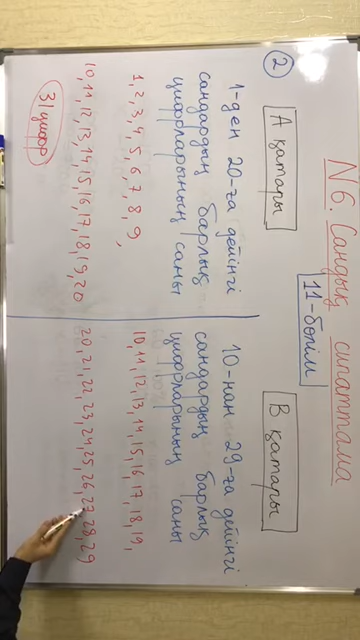 N6. Сандық сипаттама
11-бөлім
2
А қатары
1-ден 20-ға дейінгі
сандардың барлық
цифрларының саны
1, 2, 3, 4, 5, 6, 7, 8, 9,
10, 11, 12, 13, 14, 15, 16, 17, 18, 19, 20
31 цифр
В қатары
10-нан 29-ға дейінгі
сандардың барлық
цифрларының саны
10, 11, 12, 13, 14, 15, 16, 17, 18, 19,
20, 21, 22, 23, 24, 25, 26, 27, 28, 29